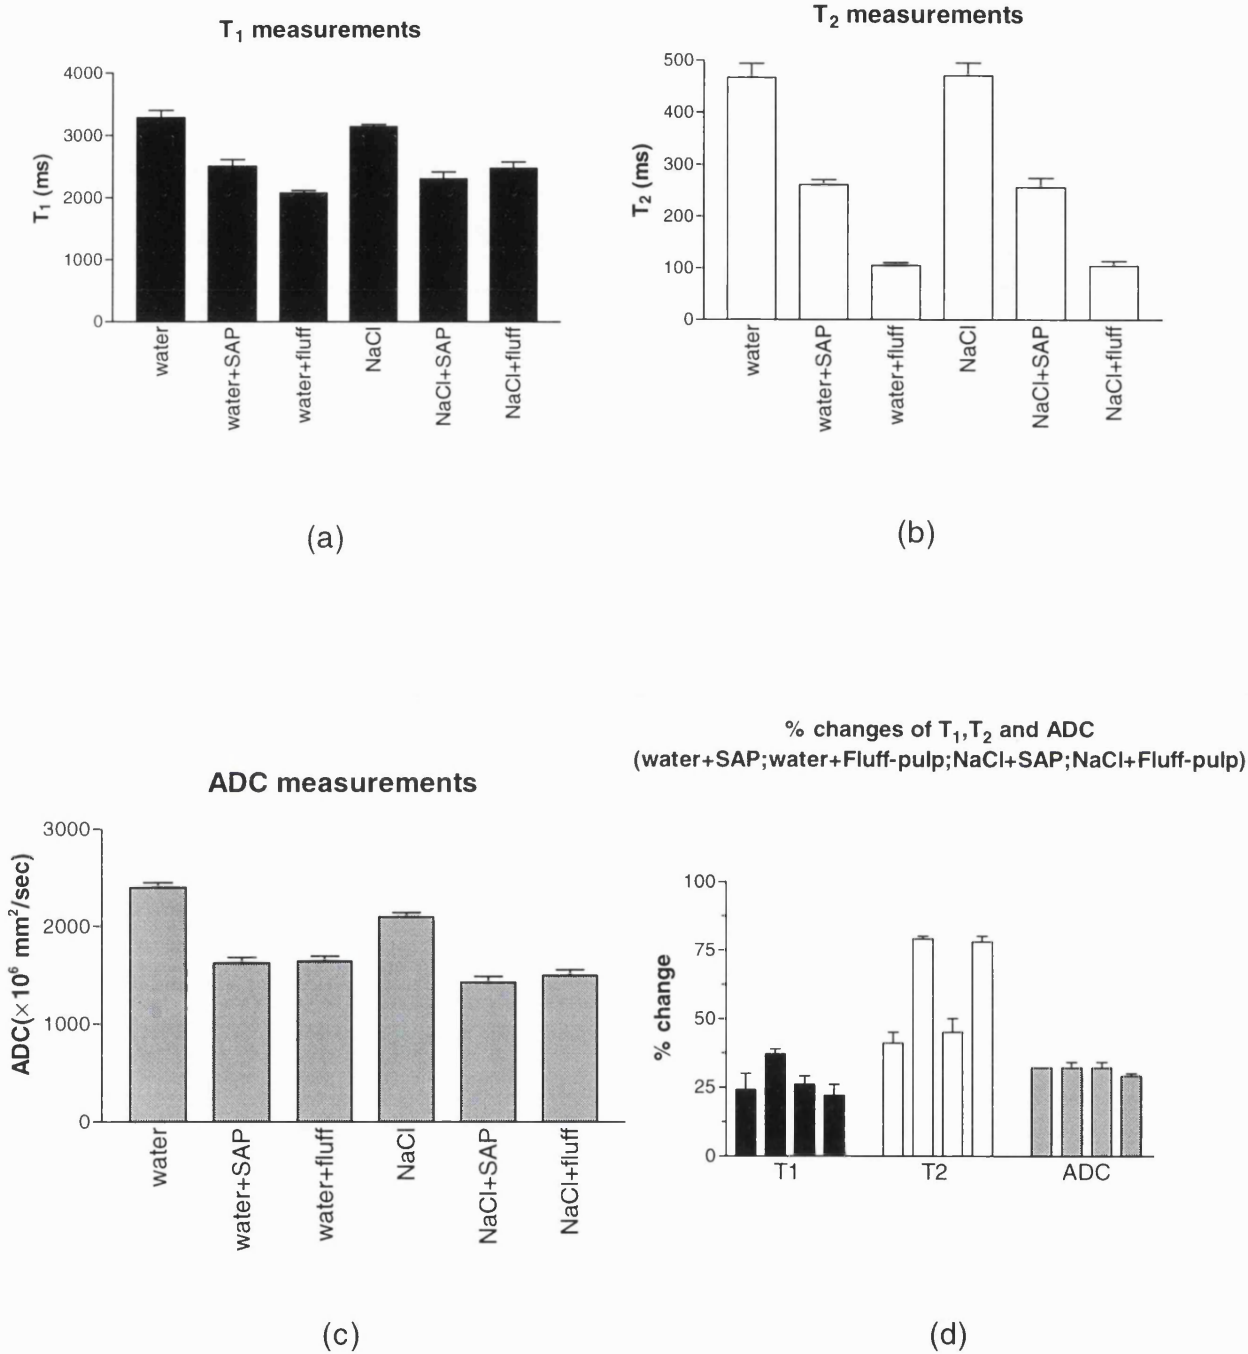 T₁ measurements
4000
3000
2000
1000
0
T₁ (ms)
water
water+SAP
water+fluff
NaCl
NaCl+SAP
NaCl+fluff
(a)
T₂ measurements
500
400
300
200
100
0
T₂ (ms)
water
water+SAP
water+fluff
NaCl
NaCl+SAP
NaCl+fluff
(b)
ADC measurements
3000
2000
1000
0
ADC(×10⁶ mm²/sec)
water
water+SAP
water+fluff
NaCl
NaCl+SAP
NaCl+fluff
(c)
% changes of T₁,T₂ and ADC
(water+SAP;water+Fluff-pulp;NaCl+SAP;NaCl+Fluff-pulp)
100
75
50
25
0
% change
T1
T2
ADC
(d)